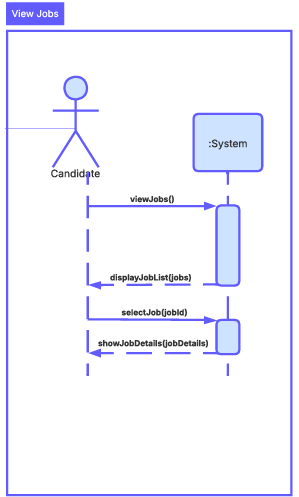 View Jobs
:System
Candidate
viewJobs()
displayJobList(jobs)
selectJob(jobId)
showJobDetails(jobDetails)